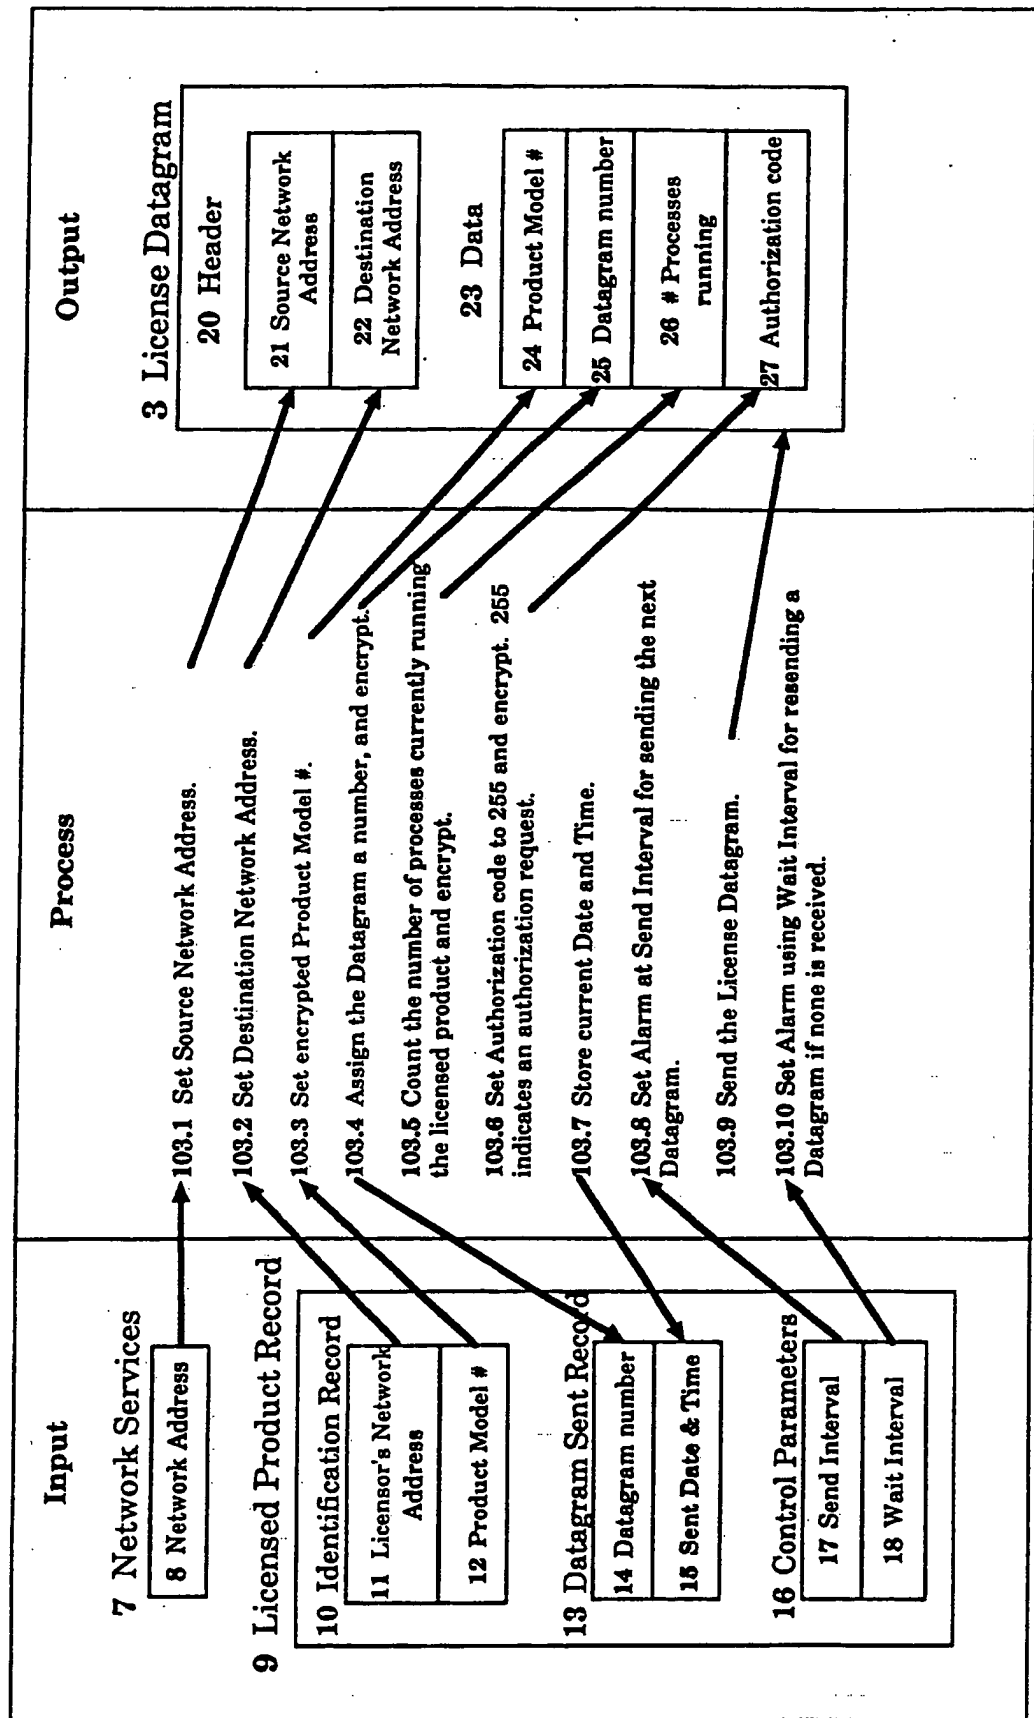 Input
7 Network Services
8 Network Address
9 Licensed Product Record
10 Identification Record
11 Licensor's Network
Address
12 Product Model #
13 Datagram Sent Record
14 Datagram number
15 Sent Date & Time
16 Control Parameters
17 Send Interval
18 Wait Interval
Process
103.1 Set Source Network Address.
103.2 Set Destination Network Address.
103.3 Set encrypted Product Model #.
103.4 Assign the Datagram a number, and encrypt.
103.5 Count the number of processes currently running
the licensed product and encrypt.
103.6 Set Authorization code to 255 and encrypt. 255
indicates an authorization request.
103.7 Store current Date and Time.
103.8 Set Alarm at Send Interval for sending the next
Datagram.
103.9 Send the License Datagram.
103.10 Set Alarm using Wait Interval for resending a
Datagram if none is received.
Output
3 License Datagram
20 Header
21 Source Network
Address
22 Destination
Network Address
23 Data
24 Product Model #
25 Datagram number
26 # Processes
running
27 Authorization code